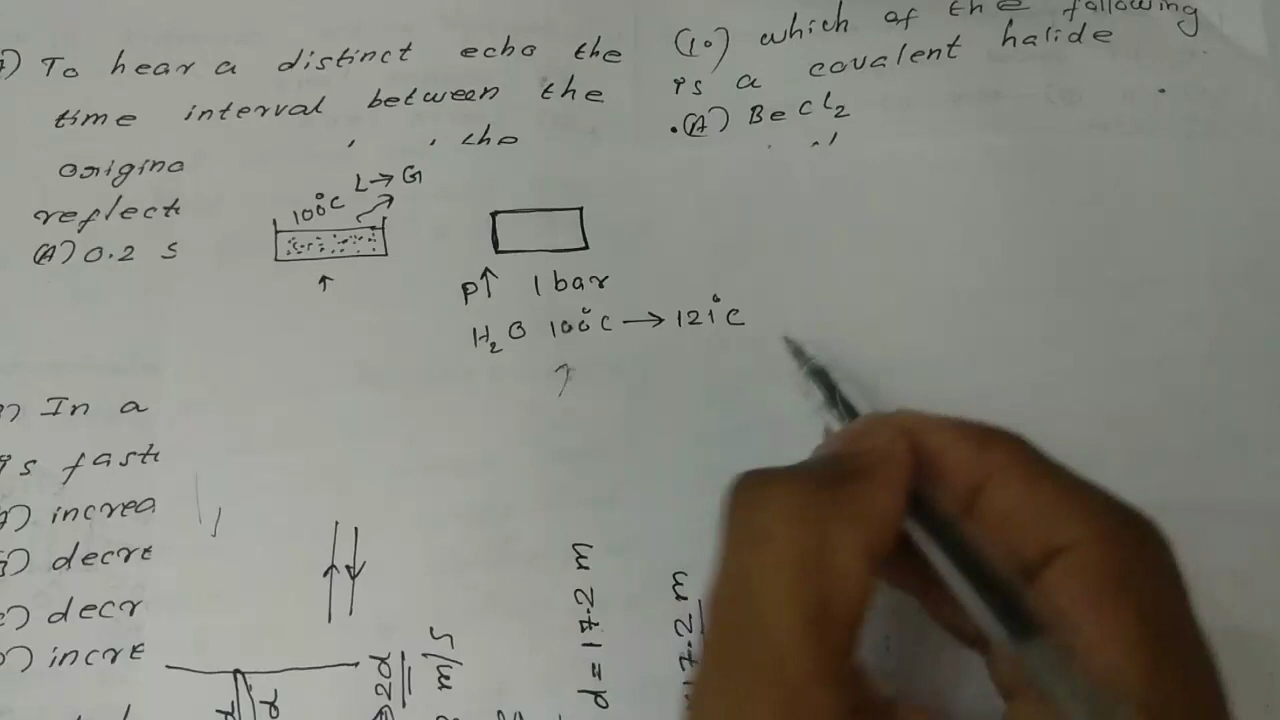 To hear a distinct echo the
time interval between the
origina
reflect
(A) 0.2 s
(10) which of the following
is a covalent halide
(A) BeCl2
100°C L→G
P↑ 1 bar
H2O 100°C → 121°C
In a
is faste
increa
decre
decr
incre
2d
m/s
d = 17.2 m
17.2 m